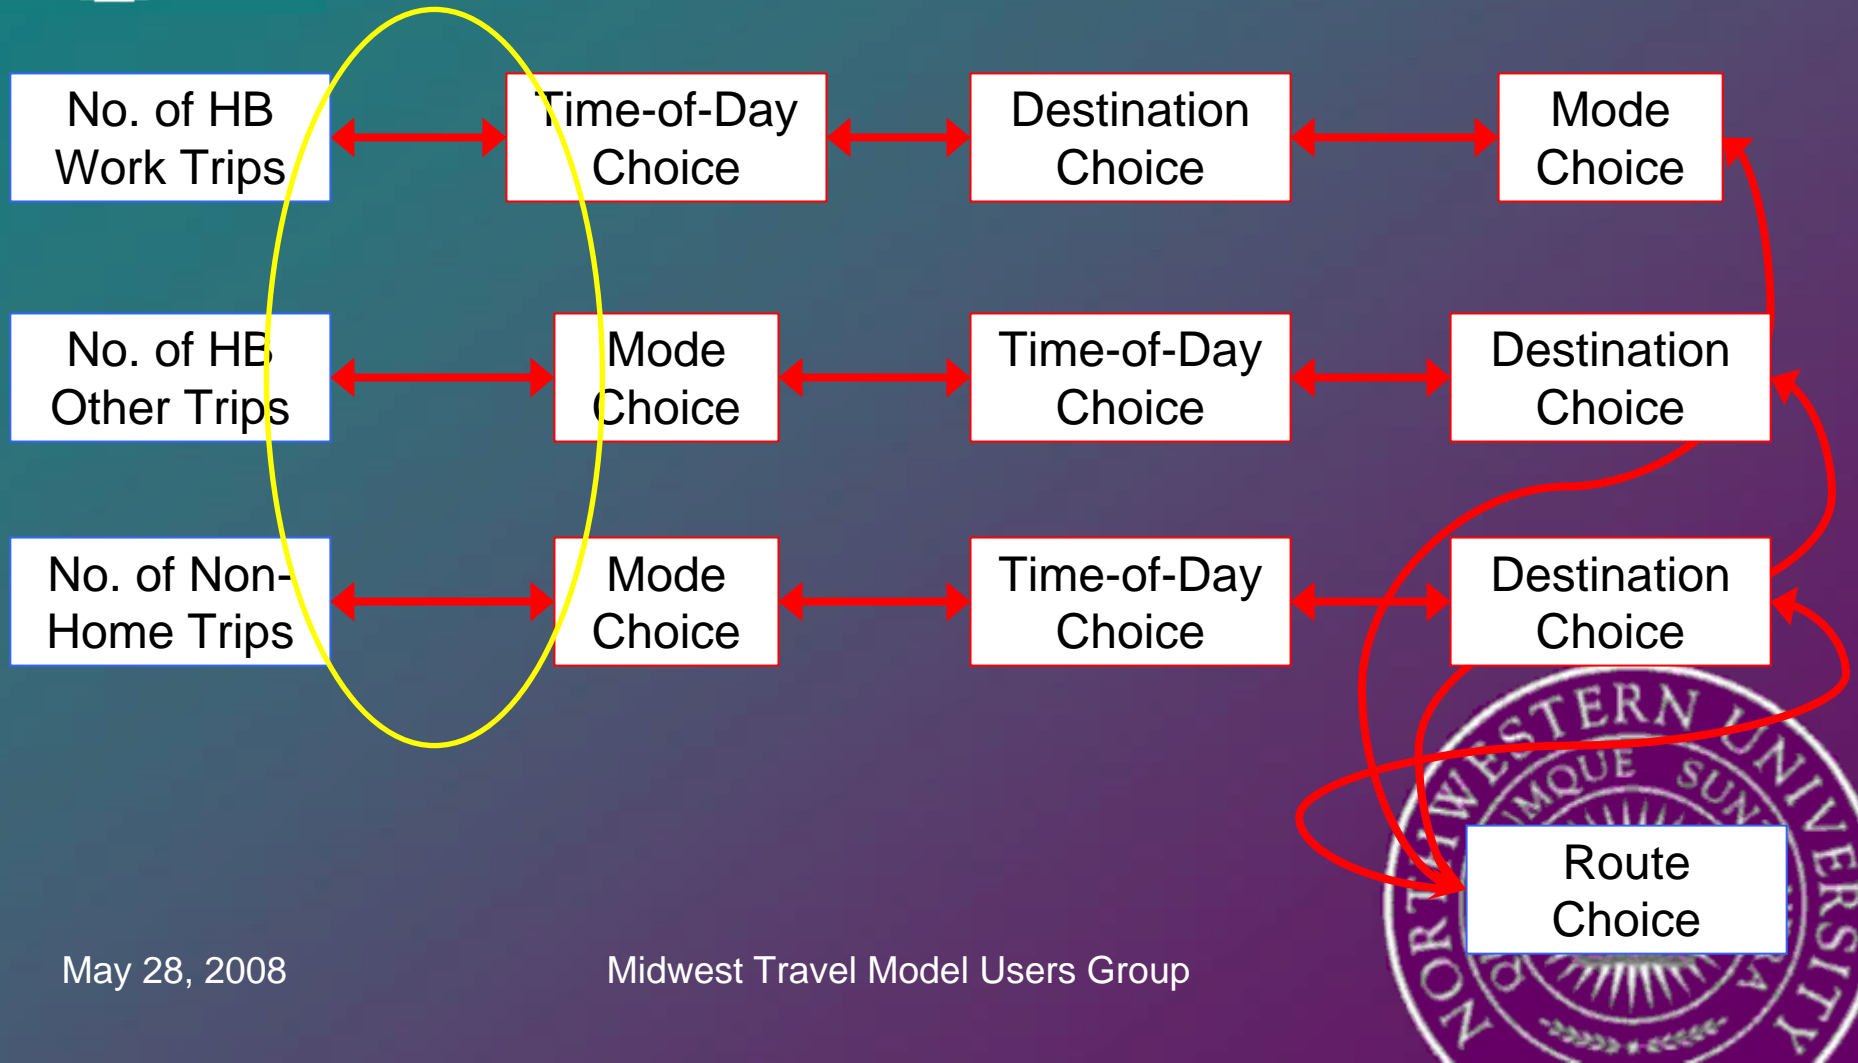 No. of HB
Work Trips
Time-of-Day
Choice
Destination
Choice
Mode
Choice
No. of HB
Other Trips
Mode
Choice
Time-of-Day
Choice
Destination
Choice
No. of Non-
Home Trips
Mode
Choice
Time-of-Day
Choice
Destination
Choice
Route
Choice
May 28, 2008
Midwest Travel Model Users Group
NORTHWESTERN UNIVERSITY